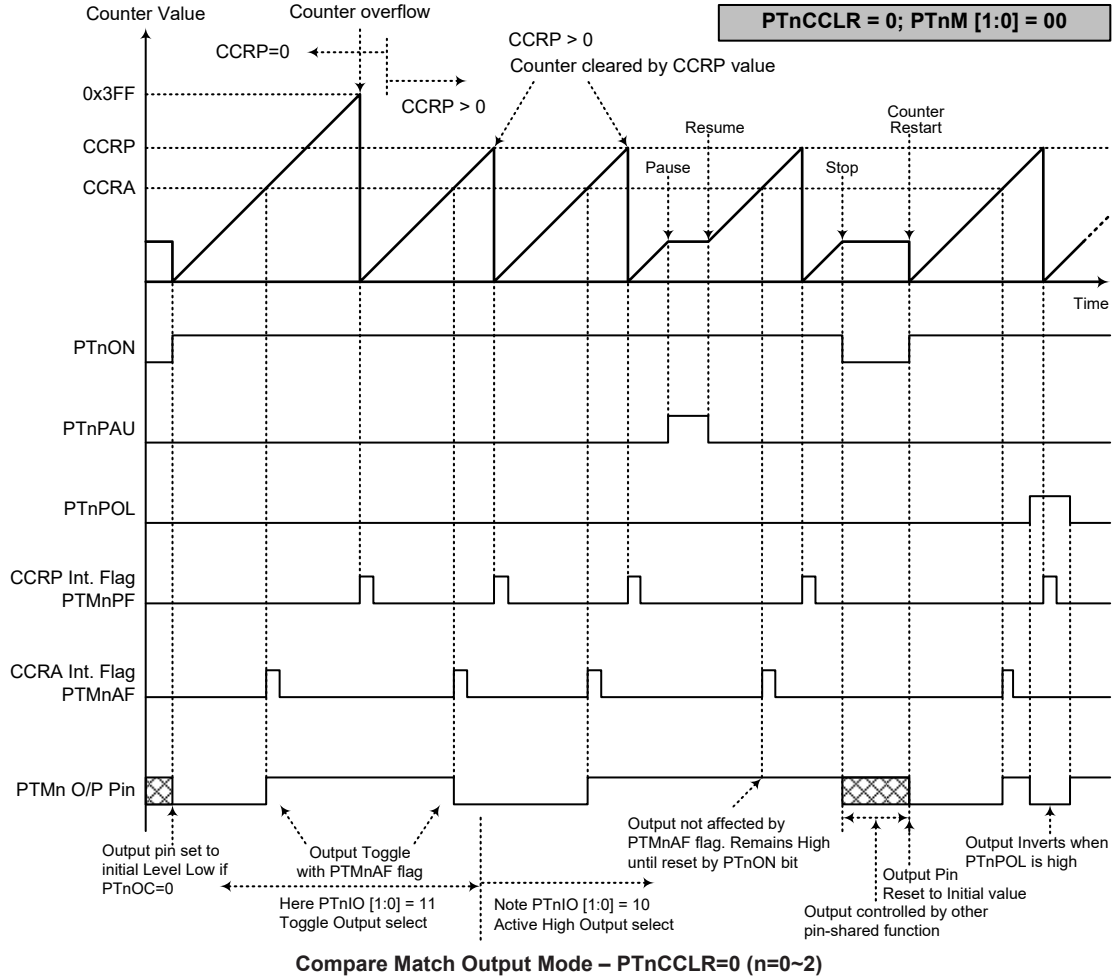 Counter Value
Counter overflow
PTnCCLR = 0; PTnM [1:0] = 00
CCRP=0
CCRP > 0
CCRP > 0
Counter cleared by CCRP value
0x3FF
CCRP
CCRA
Pause
Resume
Stop
Counter
Restart
Time
PTnON
PTnPAU
PTnPOL
CCRP Int. Flag
PTMnPF
CCRA Int. Flag
PTMnAF
PTMn O/P Pin
Output pin set to
initial Level Low if
PTnOC=0
Output Toggle
with PTMnAF flag
Here PTnIO [1:0] = 11
Toggle Output select
Note PTnIO [1:0] = 10
Active High Output select
Output not affected by
PTMnAF flag. Remains High
until reset by PTnON bit
Output Pin
Reset to Initial value
Output controlled by other
pin-shared function
Output Inverts when
PTnPOL is high
Compare Match Output Mode – PTnCCLR=0 (n=0~2)